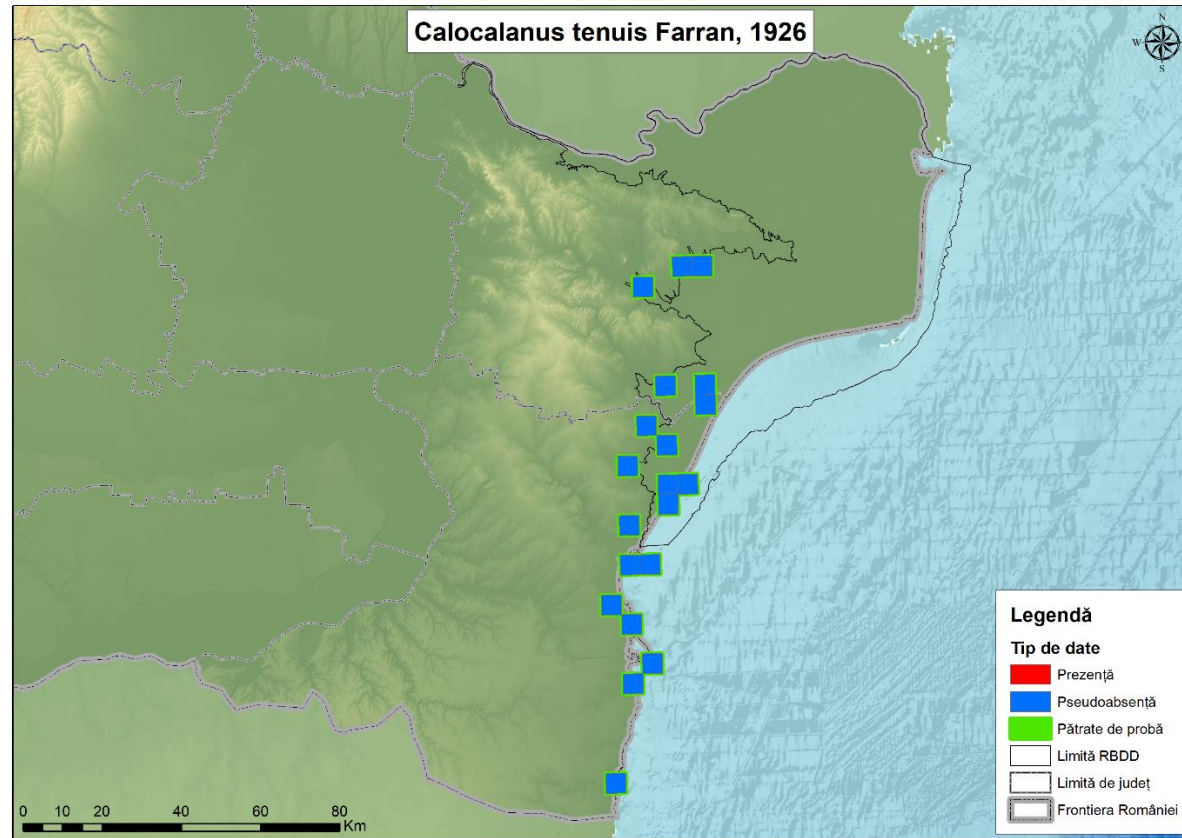 Calocalanus tenuis Farran, 1926
N
W E
S
Legendă
Tip de date
Prezență
Pseudoabsență
Pătrate de probă
Limită RBDD
Limită de județ
Frontiera României
0 10 20 40 60 80
Km